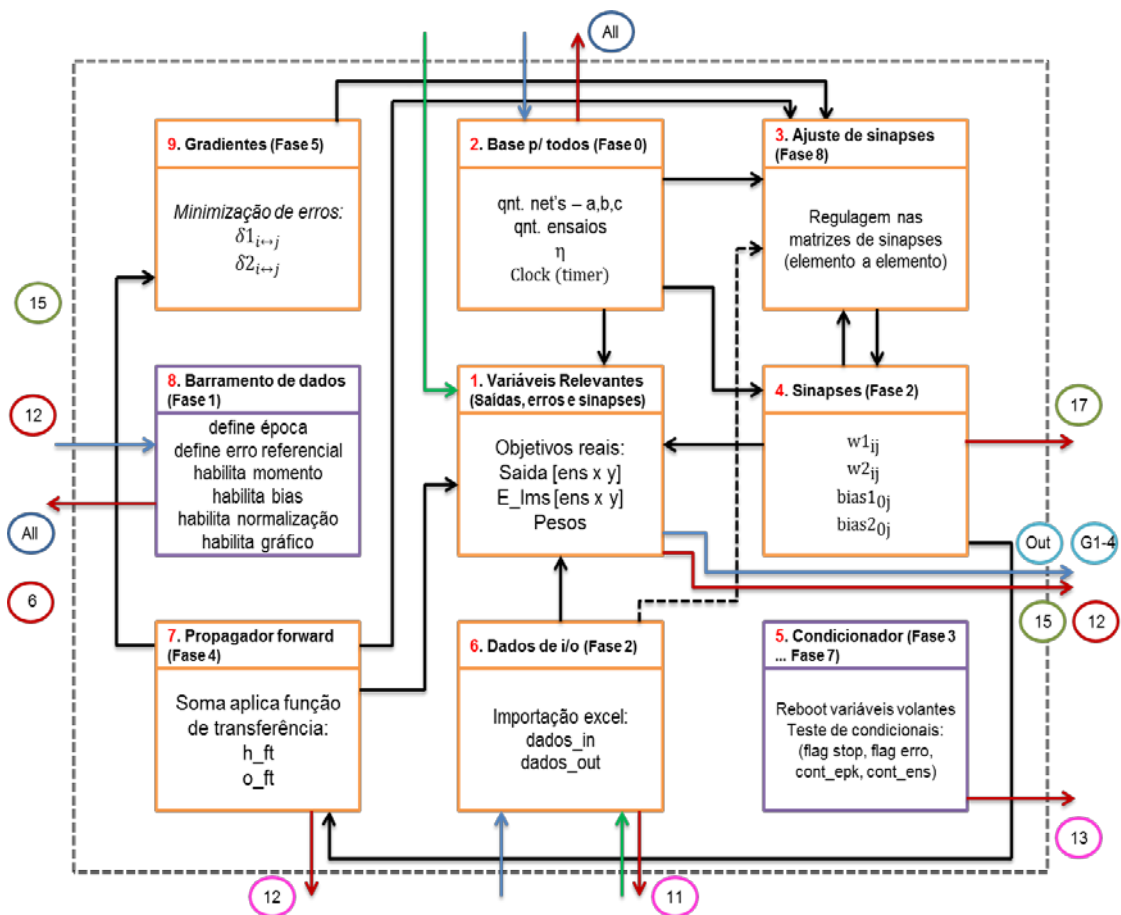 All
9. Gradientes (Fase 5)
Minimização de erros:
δ1i↔j
δ2i↔j
2. Base p/ todos (Fase 0)
qnt. net's – a,b,c
qnt. ensaios
η
Clock (timer)
3. Ajuste de sinapses
(Fase 8)
Regulagem nas
matrizes de sinapses
(elemento a elemento)
15
12
All
6
8. Barramento de dados
(Fase 1)
define época
define erro referencial
habilita momento
habilita bias
habilita normalização
habilita gráfico
1. Variáveis Relevantes
(Saídas, erros e sinapses)
Objetivos reais:
Saida [ens x y]
E_lms [ens x y]
Pesos
4. Sinapses (Fase 2)
w1ij
w2ij
bias10j
bias20j
17
Out
G1-4
15
12
7. Propagador forward
(Fase 4)
Soma aplica função
de transferência:
h_ft
o_ft
6. Dados de i/o (Fase 2)
Importação excel:
dados_in
dados_out
5. Condicionador (Fase 3
... Fase 7)
Reboot variáveis volantes
Teste de condicionais:
(flag stop, flag erro,
cont_epk, cont_ens)
13
12
11